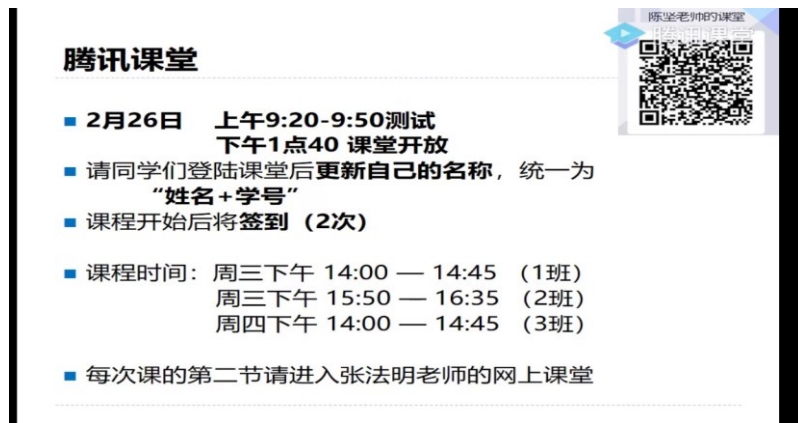 陈坚老师的课堂
腾讯课堂
腾讯课堂
2月26日 上午9:20-9:50测试
下午1点40 课堂开放
请同学们登陆课堂后更新自己的名称，统一为
“姓名+学号”
课程开始后将签到（2次）
课程时间：周三下午 14:00 — 14:45 （1班）
周三下午 15:50 — 16:35 （2班）
周四下午 14:00 — 14:45 （3班）
每次课的第二节请进入张法明老师的网上课堂